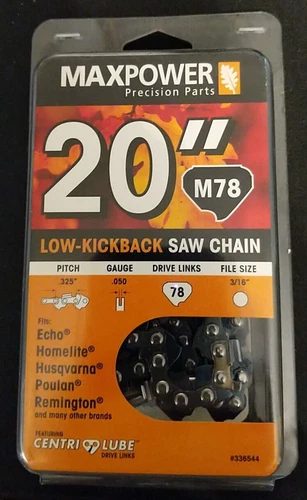 MAXPOWER
Precision Parts
20"
M78
LOW-KICKBACK SAW CHAIN
PITCH GAUGE DRIVE LINKS FILE SIZE
.325" .050 78 3/16"
Fits:
Echo®
Homelite®
Husqvarna®
Poulan®
Remington®
and many other brands
FEATURING
CENTRI LUBE™
DRIVE LINKS
#336544